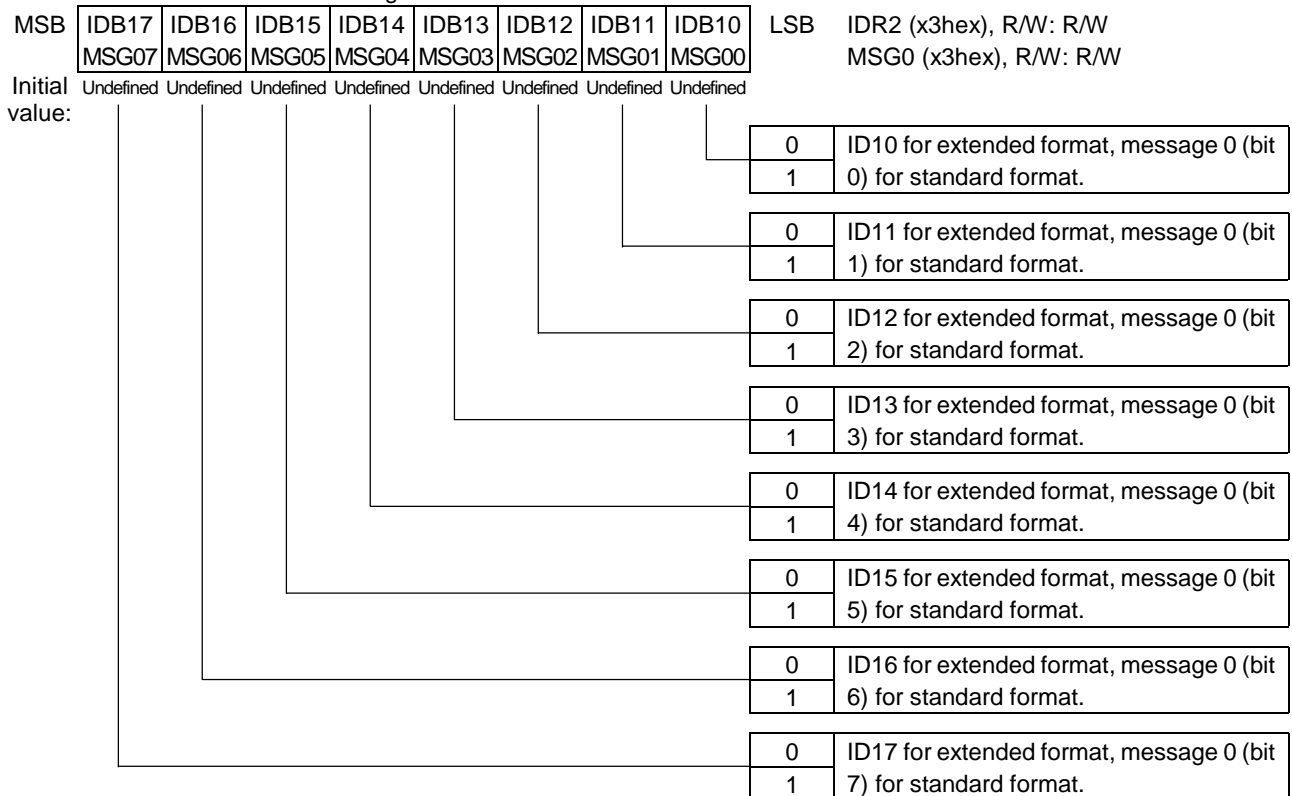 MSB IDB17 IDB16 IDB15 IDB14 IDB13 IDB12 IDB11 IDB10 LSB IDR2 (x3hex), R/W: R/W
MSG07 MSG06 MSG05 MSG04 MSG03 MSG02 MSG01 MSG00 MSG0 (x3hex), R/W: R/W
Initial Undefined Undefined Undefined Undefined Undefined Undefined Undefined Undefined
value:
0 ID10 for extended format, message 0 (bit
1 0) for standard format.
0 ID11 for extended format, message 0 (bit
1 1) for standard format.
0 ID12 for extended format, message 0 (bit
1 2) for standard format.
0 ID13 for extended format, message 0 (bit
1 3) for standard format.
0 ID14 for extended format, message 0 (bit
1 4) for standard format.
0 ID15 for extended format, message 0 (bit
1 5) for standard format.
0 ID16 for extended format, message 0 (bit
1 6) for standard format.
0 ID17 for extended format, message 0 (bit
1 7) for standard format.